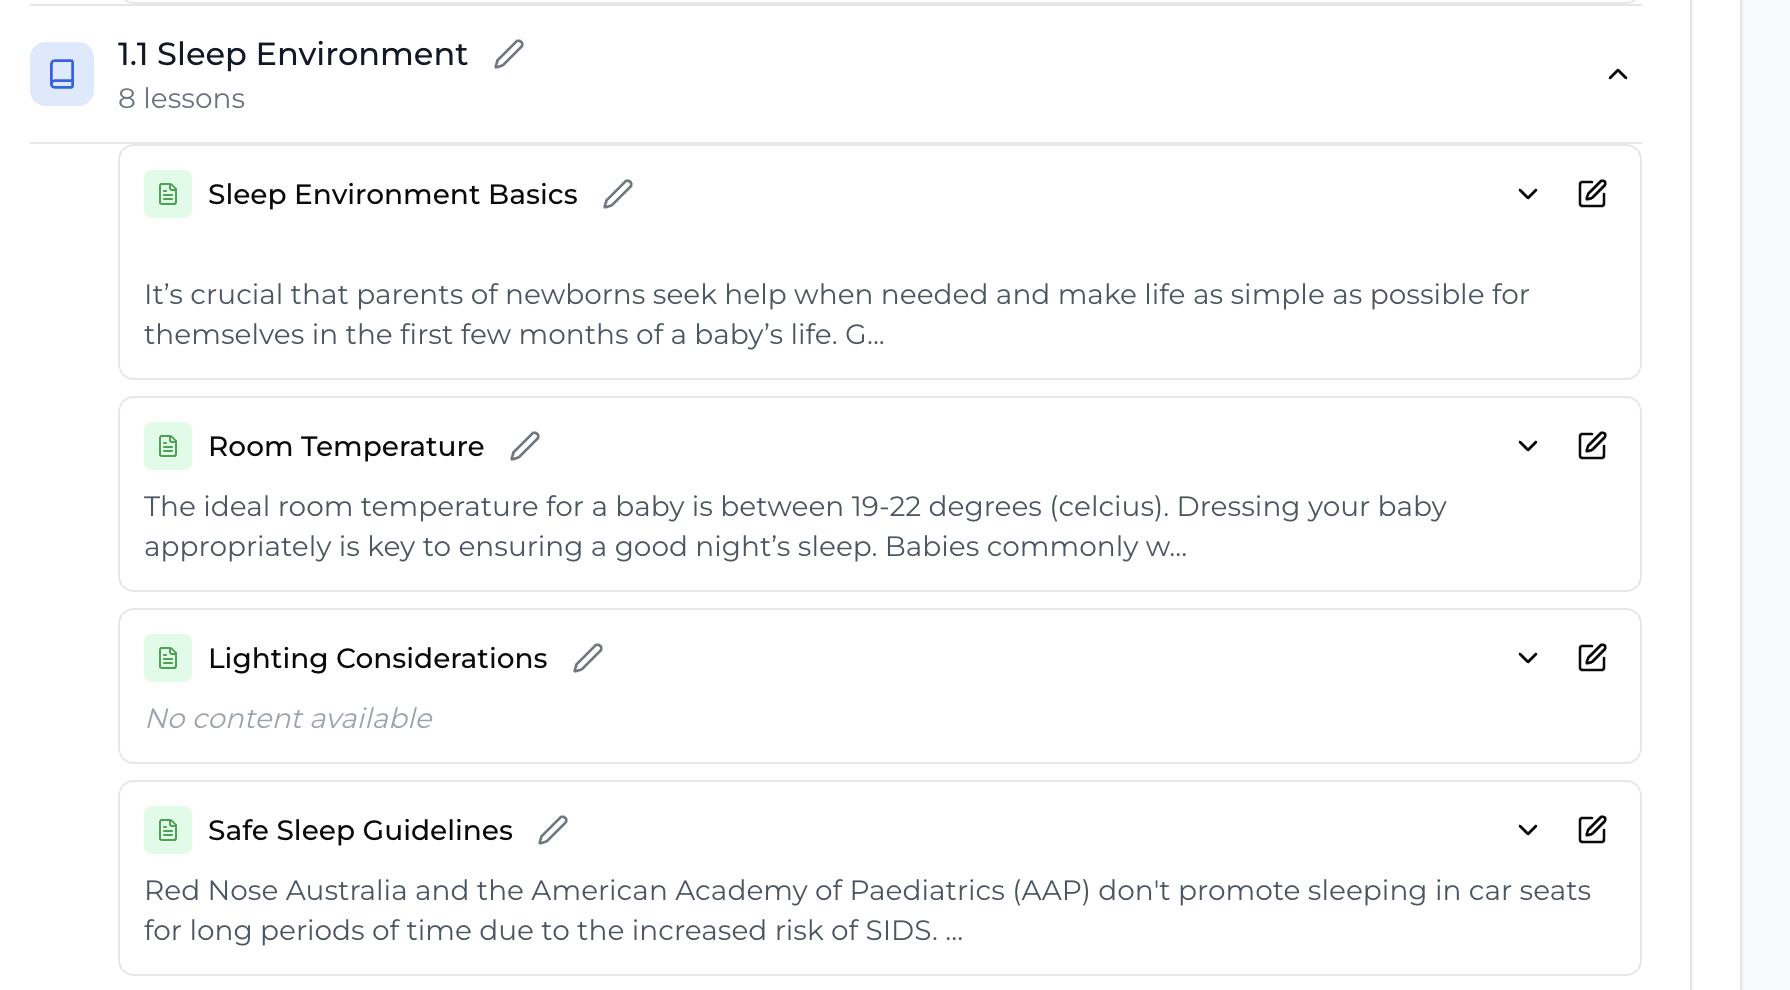 1.1 Sleep Environment
8 lessons
Sleep Environment Basics
It’s crucial that parents of newborns seek help when needed and make life as simple as possible for
themselves in the first few months of a baby’s life. G...
Room Temperature
The ideal room temperature for a baby is between 19-22 degrees (celcius). Dressing your baby
appropriately is key to ensuring a good night’s sleep. Babies commonly w...
Lighting Considerations
No content available
Safe Sleep Guidelines
Red Nose Australia and the American Academy of Paediatrics (AAP) don't promote sleeping in car seats
for long periods of time due to the increased risk of SIDS. ...